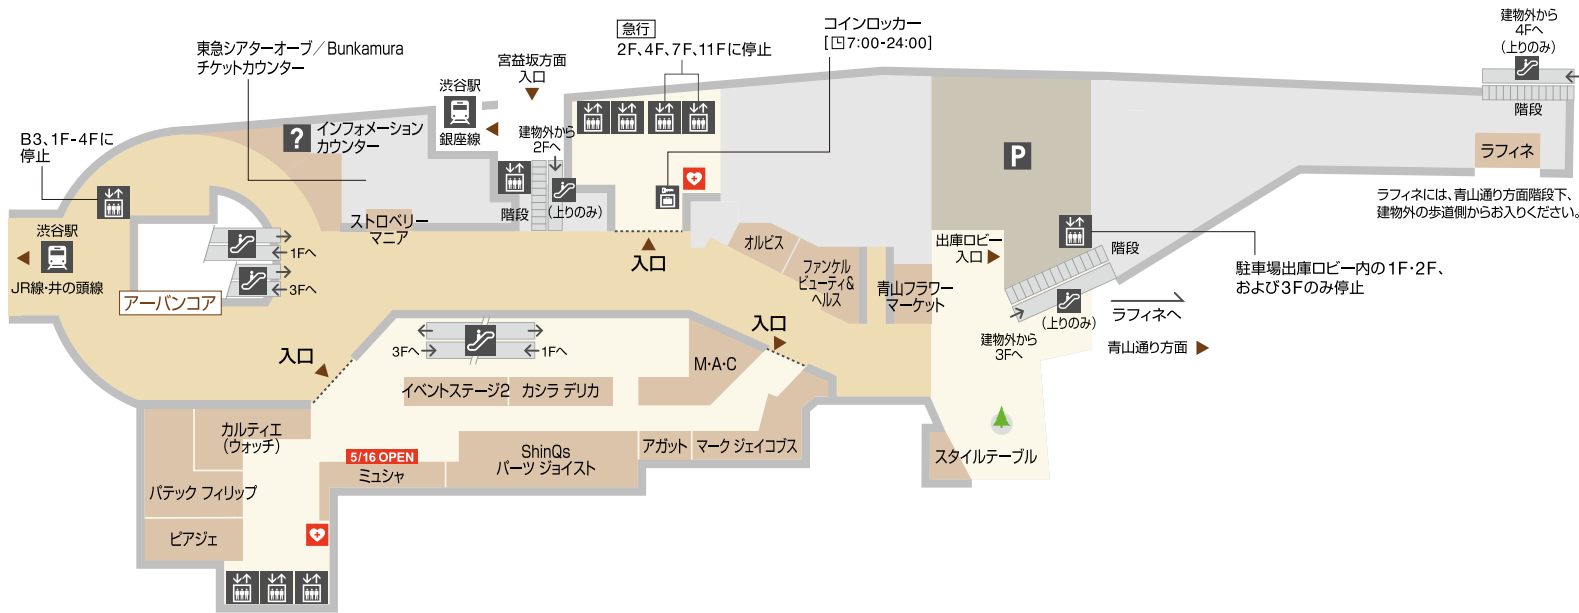 東急シアターオーブ/Bunkamura
チケットカウンター
渋谷駅
銀座線
宮益坂方面
入口
急行
2F、4F、7F、11Fに停止
コインロッカー
[7:00-24:00]
建物外から
4Fへ
(上りのみ)
階段
ラフィネ
ラフィネには、青山通り方面階段下、
建物外の歩道側からお入りください。
B3、1F-4Fに
停止
?
インフォメーション
カウンター
建物外から
2Fへ
(上りのみ)
階段
P
渋谷駅
JR線・井の頭線
1Fへ
3Fへ
アーバンコア
ストロベリー
マニア
入口
オルビス
ファンケル
ビューティ&
ヘルス
青山フラワー
マーケット
出庫ロビー
入口
階段
駐車場出庫ロビー内の1F・2F、
および3Fのみ停止
(上りのみ)
ラフィネへ
建物外から
3Fへ
青山通り方面
入口
3Fへ
1Fへ
入口
M・A・C
イベントステージ2
カシラ デリカ
カルティエ
(ウォッチ)
5/16 OPEN
ミュシャ
ShinQs
パーツ ジョイスト
アガット
マーク ジェイコブス
スタイルテーブル
パテック フィリップ
ピアジェ